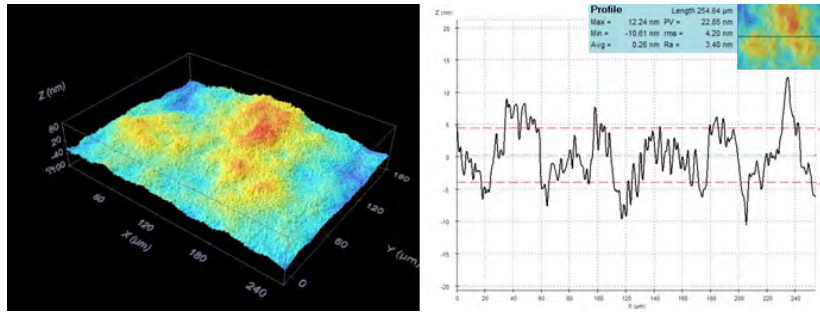 Z (nm)
80
20
-40
60
120
180
240
X (µm)
0
60
120
180
Y (µm)
Profile Length 254.64 µm
Max = 12.24 nm PV = 22.85 nm
Min = -10.61 nm rms = 4.20 nm
Avg = 0.26 nm Ra = 3.40 nm
Z (nm)
20
15
10
5
0
-5
-10
-15
-20
0 20 40 60 80 100 120 140 160 180 200 220 240
X (µm)